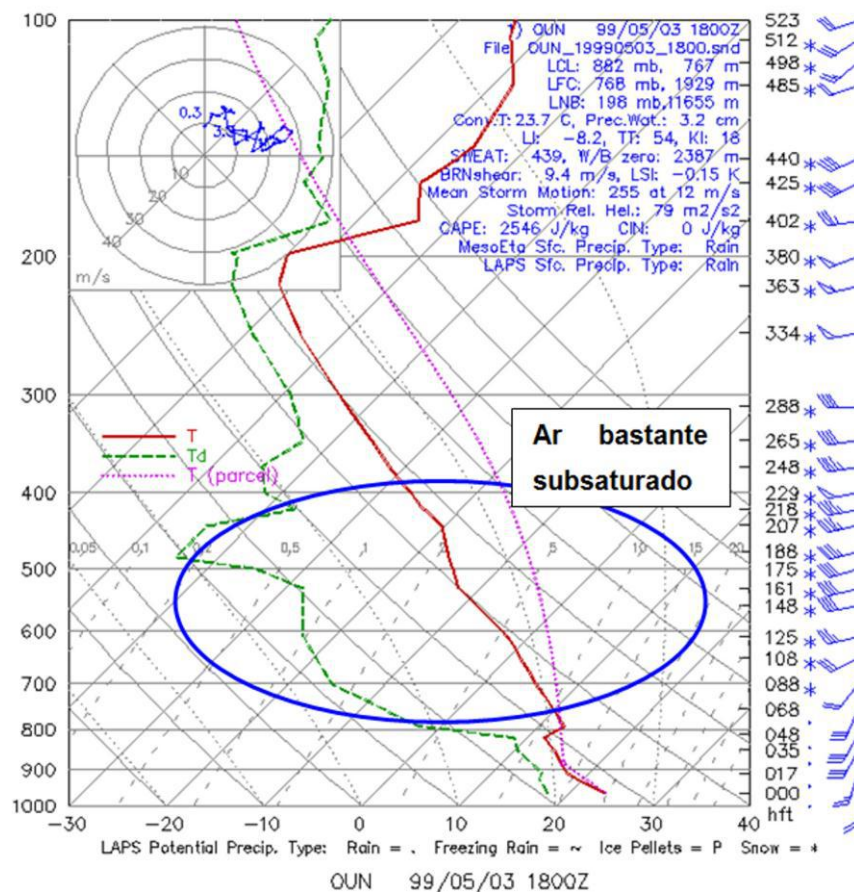 ) OUN 99/05/03 1800Z
File OUN_19990503_1800.snd
LCL: 882 mb, 767 m
LFC: 768 mb, 1929 m
LNB: 198 mb,11655 m
Conv.T: 23.7 C, Prec.Wat.: 3.2 cm
LI: -8.2, TT: 54, KI: 18
SWEAT: 439, W/B zero: 2387 m
BRNshear: 9.4 m/s, LSI: -0.15 K
Mean Storm Motion: 255 at 12 m/s
Storm Rel. Hel.: 79 m2/s2
CAPE: 2546 J/kg CIN: 0 J/kg
MesoEta Sfc. Precip. Type: Rain
LAPS Sfc. Precip. Type: Rain
0.3
10
20
30
40
m/s
100
200
300
400
500
600
700
800
900
1000
T
Td
T (parcel)
Ar bastante
subsaturado
0,05 0,1 0,2 0,5 1 2 5 10 15 20
523
512 *
498 *
485 *
440 *
425 *
402 *
380 *
363 *
334 *
288 *
265 *
248 *
229 *
218 *
207 *
188 *
175 *
161 *
148 *
125 *
108 *
088 *
068
048
035
017
000
hft
-30 -20 -10 0 10 20 30 40
LAPS Potential Precip. Type: Rain = . Freezing Rain = ~ Ice Pellets = P Snow = *
OUN 99/05/03 1800Z